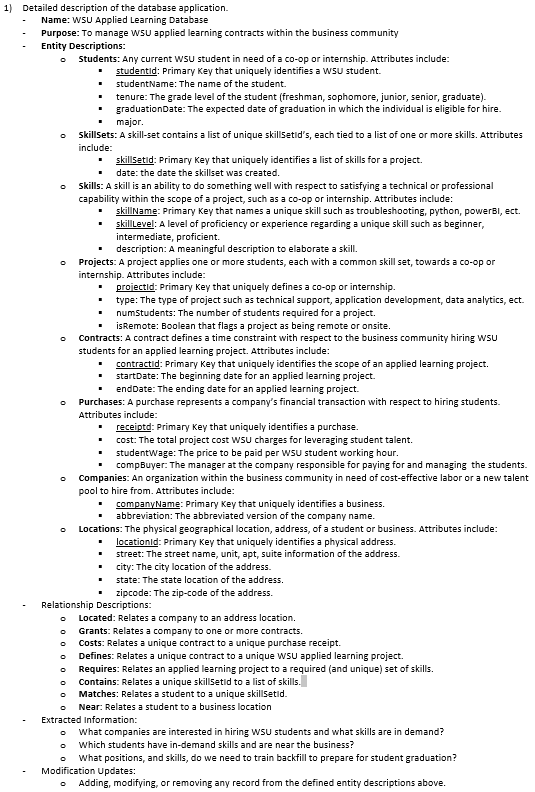 1) Detailed description of the database application.
- Name: WSU Applied Learning Database
- Purpose: To manage WSU applied learning contracts within the business community
- Entity Descriptions:
o Students: Any current WSU student in need of a co-op or internship. Attributes include:
▪ studentId: Primary Key that uniquely identifies a WSU student.
▪ studentName: The name of the student.
▪ tenure: The grade level of the student (freshman, sophomore, junior, senior, graduate).
▪ graduationDate: The expected date of graduation in which the individual is eligible for hire.
▪ major.
o SkillSets: A skill-set contains a list of unique skillSetId's, each tied to a list of one or more skills. Attributes
include:
▪ skillSetId: Primary Key that uniquely identifies a list of skills for a project.
▪ date: the date the skillset was created.
o Skills: A skill is an ability to do something well with respect to satisfying a technical or professional
capability within the scope of a project, such as a co-op or internship. Attributes include:
▪ skillName: Primary Key that names a unique skill such as troubleshooting, python, powerBI, ect.
▪ skillLevel: A level of proficiency or experience regarding a unique skill such as beginner,
intermediate, proficient.
▪ description: A meaningful description to elaborate a skill.
o Projects: A project applies one or more students, each with a common skill set, towards a co-op or
internship. Attributes include:
▪ projectId: Primary Key that uniquely defines a co-op or internship.
▪ type: The type of project such as technical support, application development, data analytics, ect.
▪ numStudents: The number of students required for a project.
▪ isRemote: Boolean that flags a project as being remote or onsite.
o Contracts: A contract defines a time constraint with respect to the business community hiring WSU
students for an applied learning project. Attributes include:
▪ contractId: Primary Key that uniquely identifies the scope of an applied learning project.
▪ startDate: The beginning date for an applied learning project.
▪ endDate: The ending date for an applied learning project.
o Purchases: A purchase represents a company's financial transaction with respect to hiring students.
Attributes include:
▪ receiptd: Primary Key that uniquely identifies a purchase.
▪ cost: The total project cost WSU charges for leveraging student talent.
▪ studentWage: The price to be paid per WSU student working hour.
▪ compBuyer: The manager at the company responsible for paying for and managing the students.
o Companies: An organization within the business community in need of cost-effective labor or a new talent
pool to hire from. Attributes include:
▪ companyName: Primary Key that uniquely identifies a business.
▪ abbreviation: The abbreviated version of the company name.
o Locations: The physical geographical location, address, of a student or business. Attributes include:
▪ locationId: Primary Key that uniquely identifies a physical address.
▪ street: The street name, unit, apt, suite information of the address.
▪ city: The city location of the address.
▪ state: The state location of the address.
▪ zipcode: The zip-code of the address.
- Relationship Descriptions:
o Located: Relates a company to an address location.
o Grants: Relates a company to one or more contracts.
o Costs: Relates a unique contract to a unique purchase receipt.
o Defines: Relates a unique contract to a unique WSU applied learning project.
o Requires: Relates an applied learning project to a required (and unique) set of skills.
o Contains: Relates a unique skillSetId to a list of skills.
o Matches: Relates a student to a unique skillSetId.
o Near: Relates a student to a business location
- Extracted Information:
o What companies are interested in hiring WSU students and what skills are in demand?
o Which students have in-demand skills and are near the business?
o What positions, and skills, do we need to train backfill to prepare for student graduation?
- Modification Updates:
o Adding, modifying, or removing any record from the defined entity descriptions above.